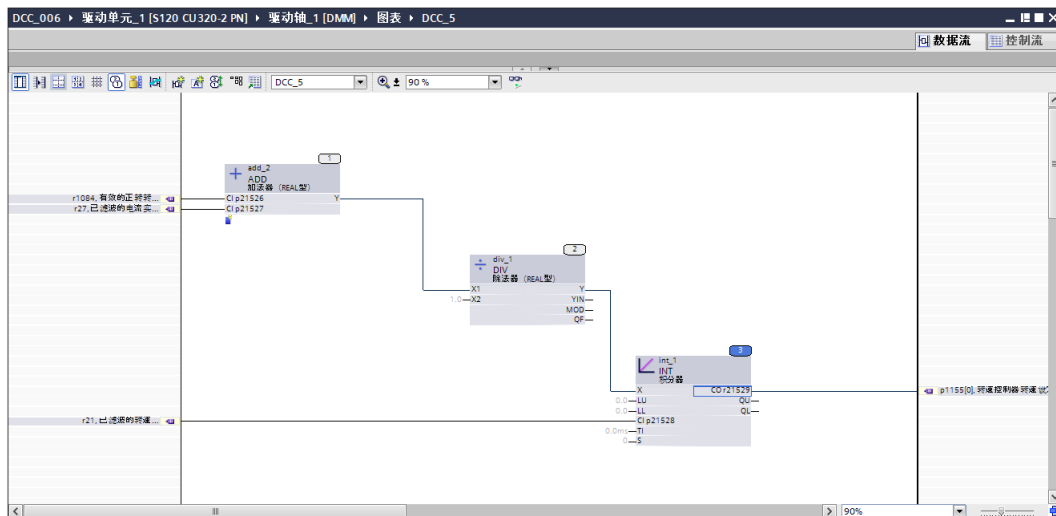 DCC_006 ▸ 驱动单元_1 [S120 CU320-2 PN] ▸ 驱动轴_1 [DMM] ▸ 图表 ▸ DCC_5
数据流
控制流
DCC_5
90 %
1
add_2
ADD
加法器（REAL型）
r1084, 有效的正转转...
CI p21526
Y
r27, 已滤波的电流实...
CI p21527
2
div_1
DIV
除法器（REAL型）
X1
Y
1.0
X2
YIN
MOD
QF
3
int_1
INT
积分器
X
CO r21529
p1155[0], 转速控制器转速设
0.0
LU
QU
0.0
LL
QL
r21, 已滤波的转速...
CI p21528
0.0ms
TI
0
S
90%